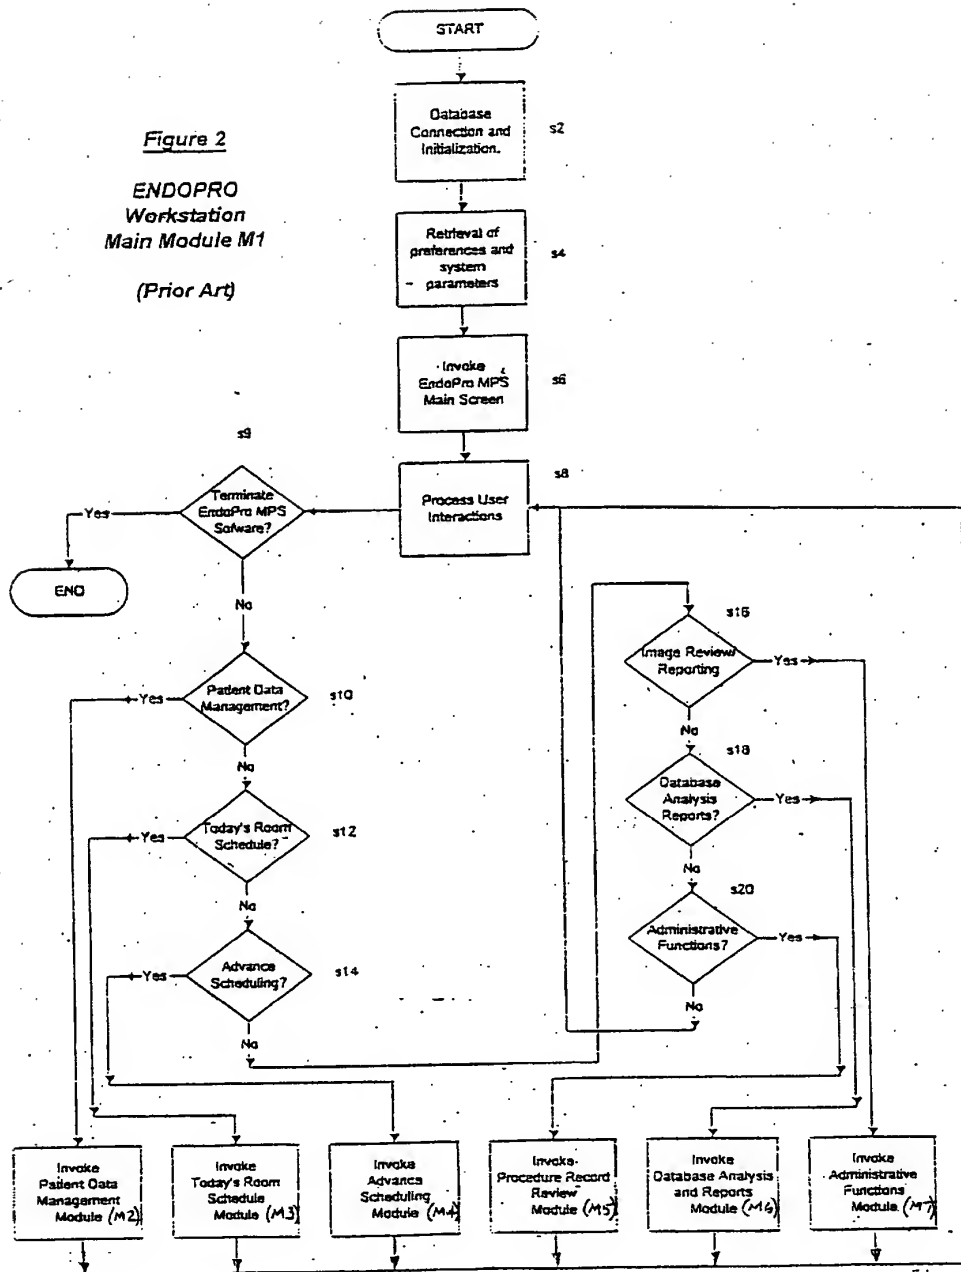 START
Database
Connection and
Initialization.
s2
Figure 2
ENDOPRO
Workstation
Main Module M1
(Prior Art)
Retrieval of
preferences and
system
parameters
s4
Invoke
EndoPro MPS
Main Screen
s6
s9
s8
Process User
Interactions
Terminate
EndoPro MPS
Sofware?
Yes
END
No
s16
Image Review/
Reporting
Yes
Patient Data
Management?
s10
Yes
No
No
s18
Database
Analysis
Reports?
Yes
Today's Room
Schedule?
s12
Yes
No
No
s20
Administrative
Functions?
Yes
Advance
Scheduling?
s14
Yes
No
No
Invoke
Patient Data
Management
Module (M2)
Invoke
Today's Room
Schedule
Module (M3)
Invoke
Advance
Scheduling
Module (M4)
Invoke
Procedure Record
Review
Module (M5)
Invoke
Database Analysis
and Reports
Module (M6)
Invoke
Administrative
Functions
Module (M7)